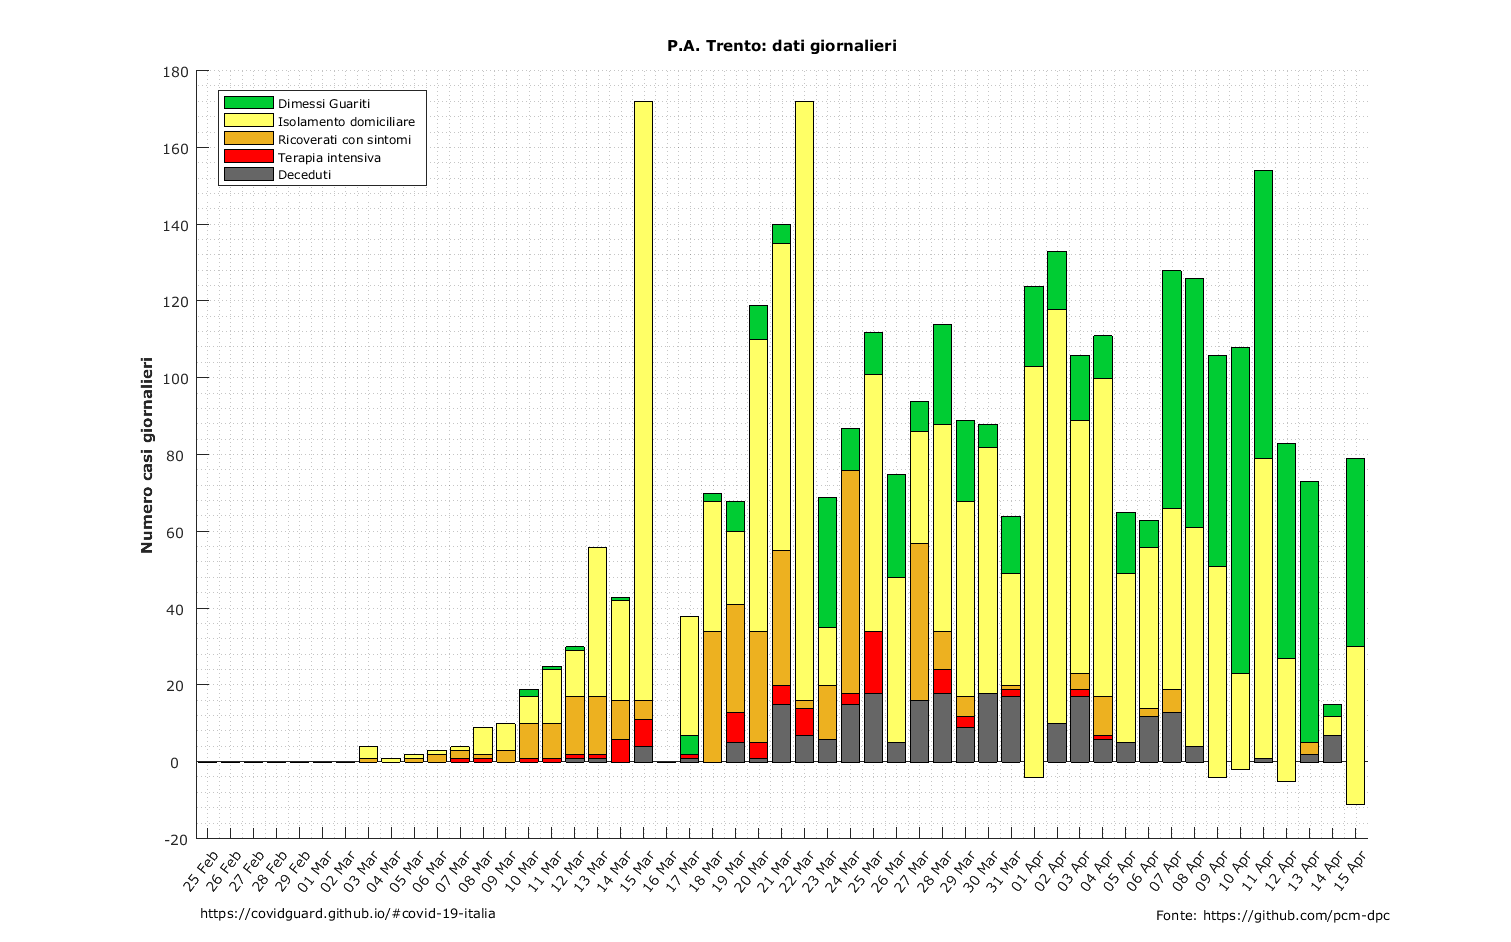 P.A. Trento: dati giornalieri
180
160
140
120
100
80
60
40
20
0
-20
Numero casi giornalieri
Dimessi Guariti
Isolamento domiciliare
Ricoverati con sintomi
Terapia intensiva
Deceduti
25 Feb
26 Feb
27 Feb
28 Feb
29 Feb
01 Mar
02 Mar
03 Mar
04 Mar
05 Mar
06 Mar
07 Mar
08 Mar
09 Mar
10 Mar
11 Mar
12 Mar
13 Mar
14 Mar
15 Mar
16 Mar
17 Mar
18 Mar
19 Mar
20 Mar
21 Mar
22 Mar
23 Mar
24 Mar
25 Mar
26 Mar
27 Mar
28 Mar
29 Mar
30 Mar
31 Mar
01 Apr
02 Apr
03 Apr
04 Apr
05 Apr
06 Apr
07 Apr
08 Apr
09 Apr
10 Apr
11 Apr
12 Apr
13 Apr
14 Apr
15 Apr
https://covidguard.github.io/#covid-19-italia
Fonte: https://github.com/pcm-dpc